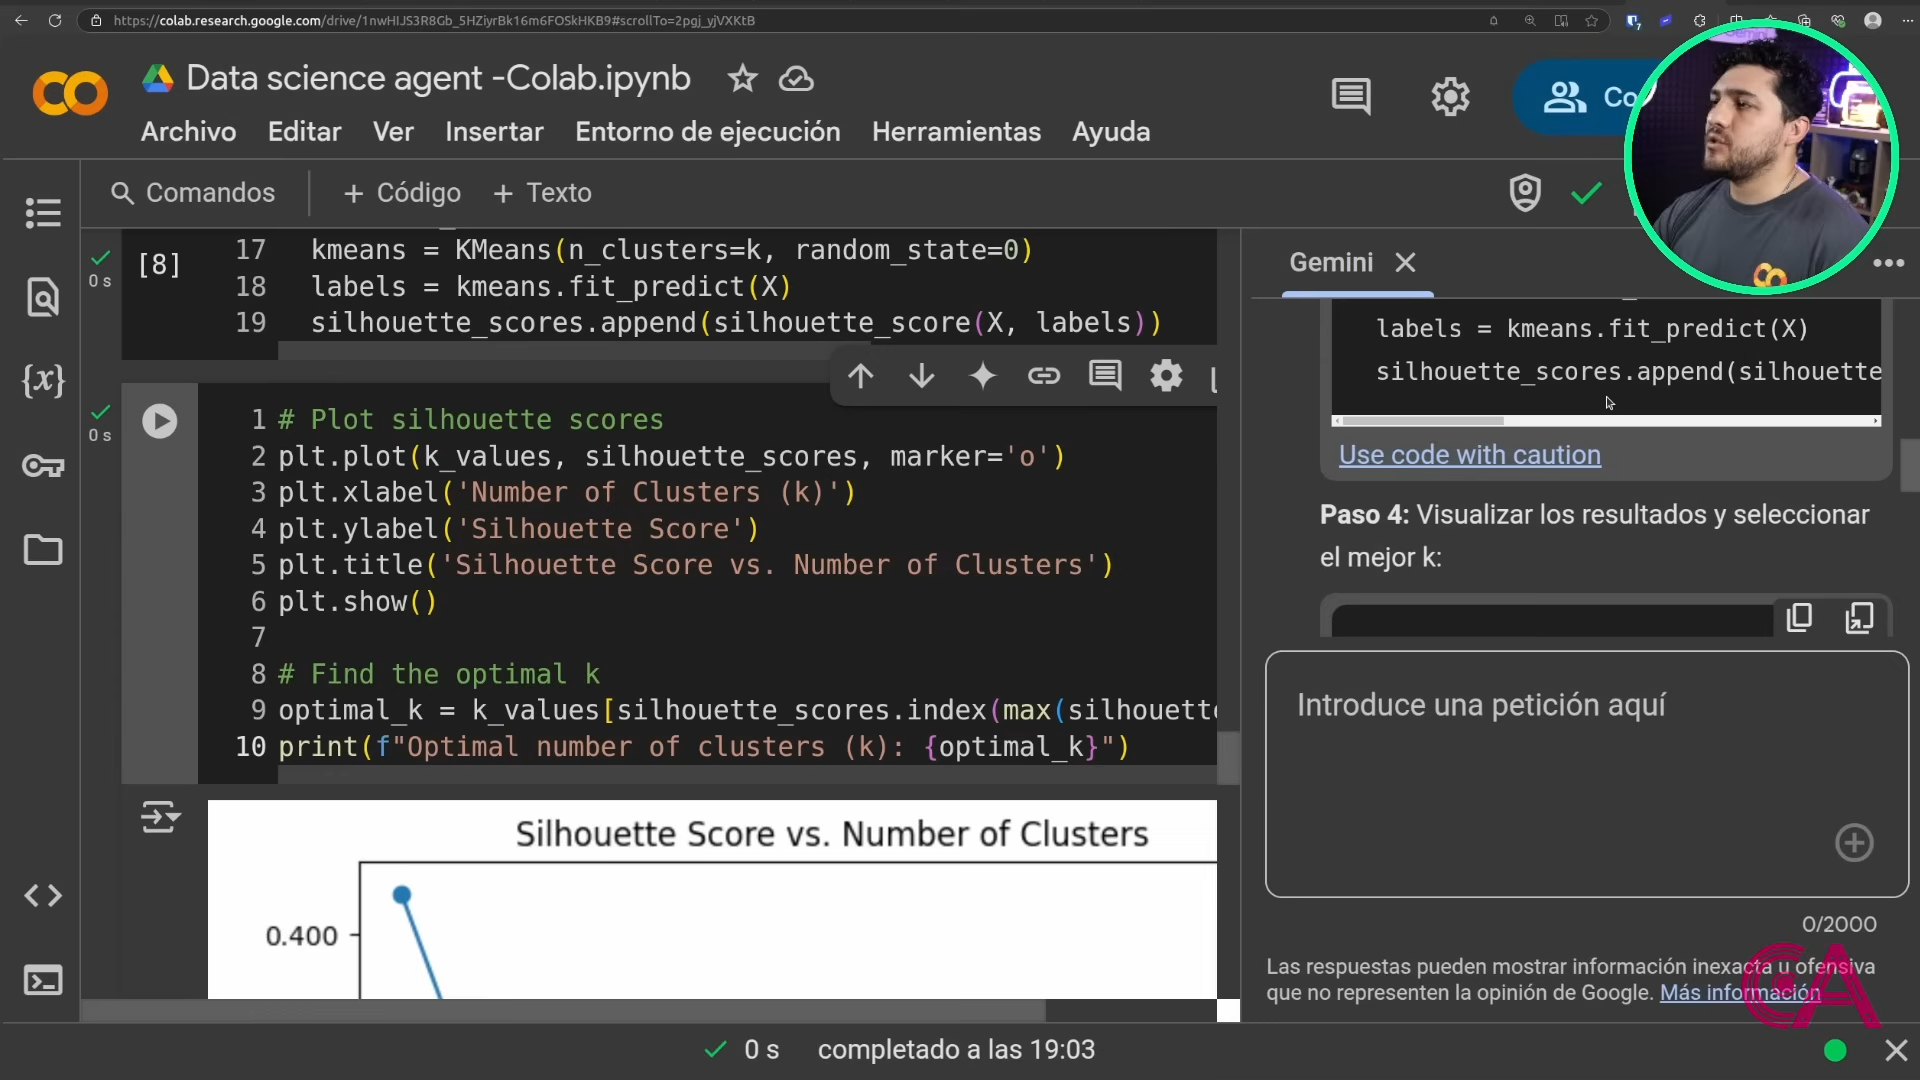 https://colab.research.google.com/drive/1nwHIJS3R8Gb_5HZiyrBk16m6FOSkHKB9#scrollTo=2pgj_yjVXKtB
Data science agent -Colab.ipynb
Co
Archivo Editar Ver Insertar Entorno de ejecución Herramientas Ayuda
Comandos + Código + Texto
0 s
[8]
17 kmeans = KMeans(n_clusters=k, random_state=0)
18 labels = kmeans.fit_predict(X)
19 silhouette_scores.append(silhouette_score(X, labels))
0 s
1 # Plot silhouette scores
2 plt.plot(k_values, silhouette_scores, marker='o')
3 plt.xlabel('Number of Clusters (k)')
4 plt.ylabel('Silhouette Score')
5 plt.title('Silhouette Score vs. Number of Clusters')
6 plt.show()
7
8 # Find the optimal k
9 optimal_k = k_values[silhouette_scores.index(max(silhouette
10 print(f"Optimal number of clusters (k): {optimal_k}")
Silhouette Score vs. Number of Clusters
0.400
Gemini
labels = kmeans.fit_predict(X)
silhouette_scores.append(silhouette
Use code with caution
Paso 4: Visualizar los resultados y seleccionar
el mejor k:
Introduce una petición aquí
0/2000
Las respuestas pueden mostrar información inexacta u ofensiva
que no representen la opinión de Google. Más información
CA
0 s completado a las 19:03